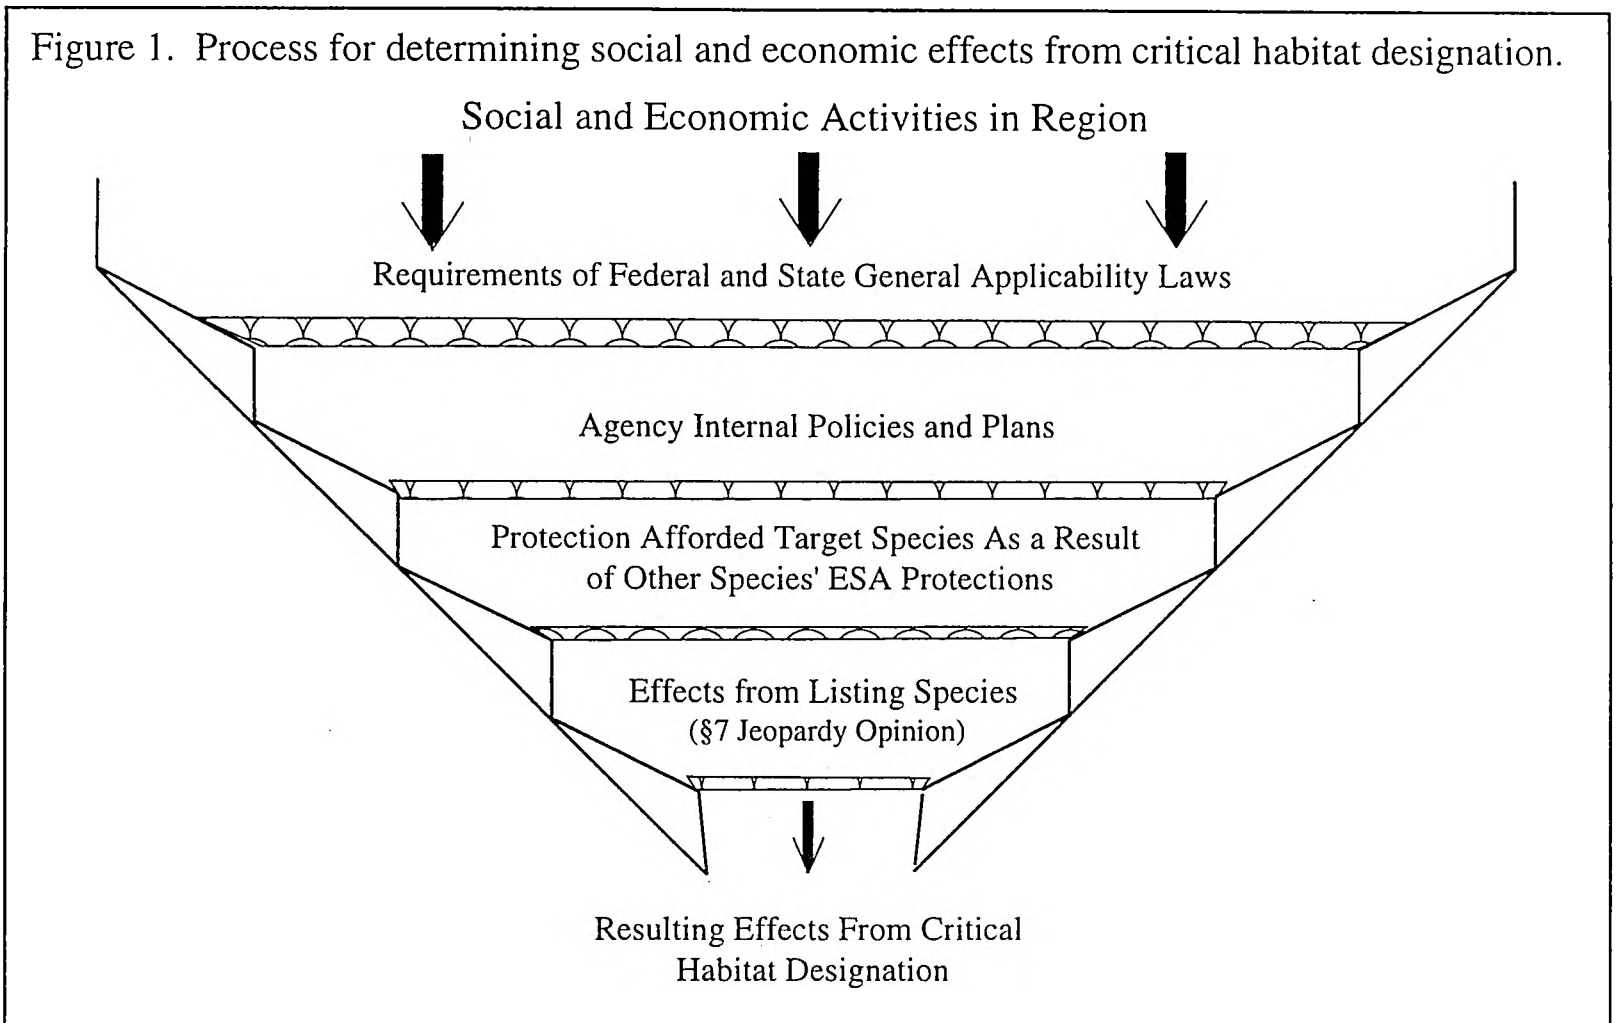 Figure 1. Process for determining social and economic effects from critical habitat designation.
Social and Economic Activities in Region
Requirements of Federal and State General Applicability Laws
Agency Internal Policies and Plans
Protection Afforded Target Species As a Result
of Other Species' ESA Protections
Effects from Listing Species
(§7 Jeopardy Opinion)
Resulting Effects From Critical
Habitat Designation